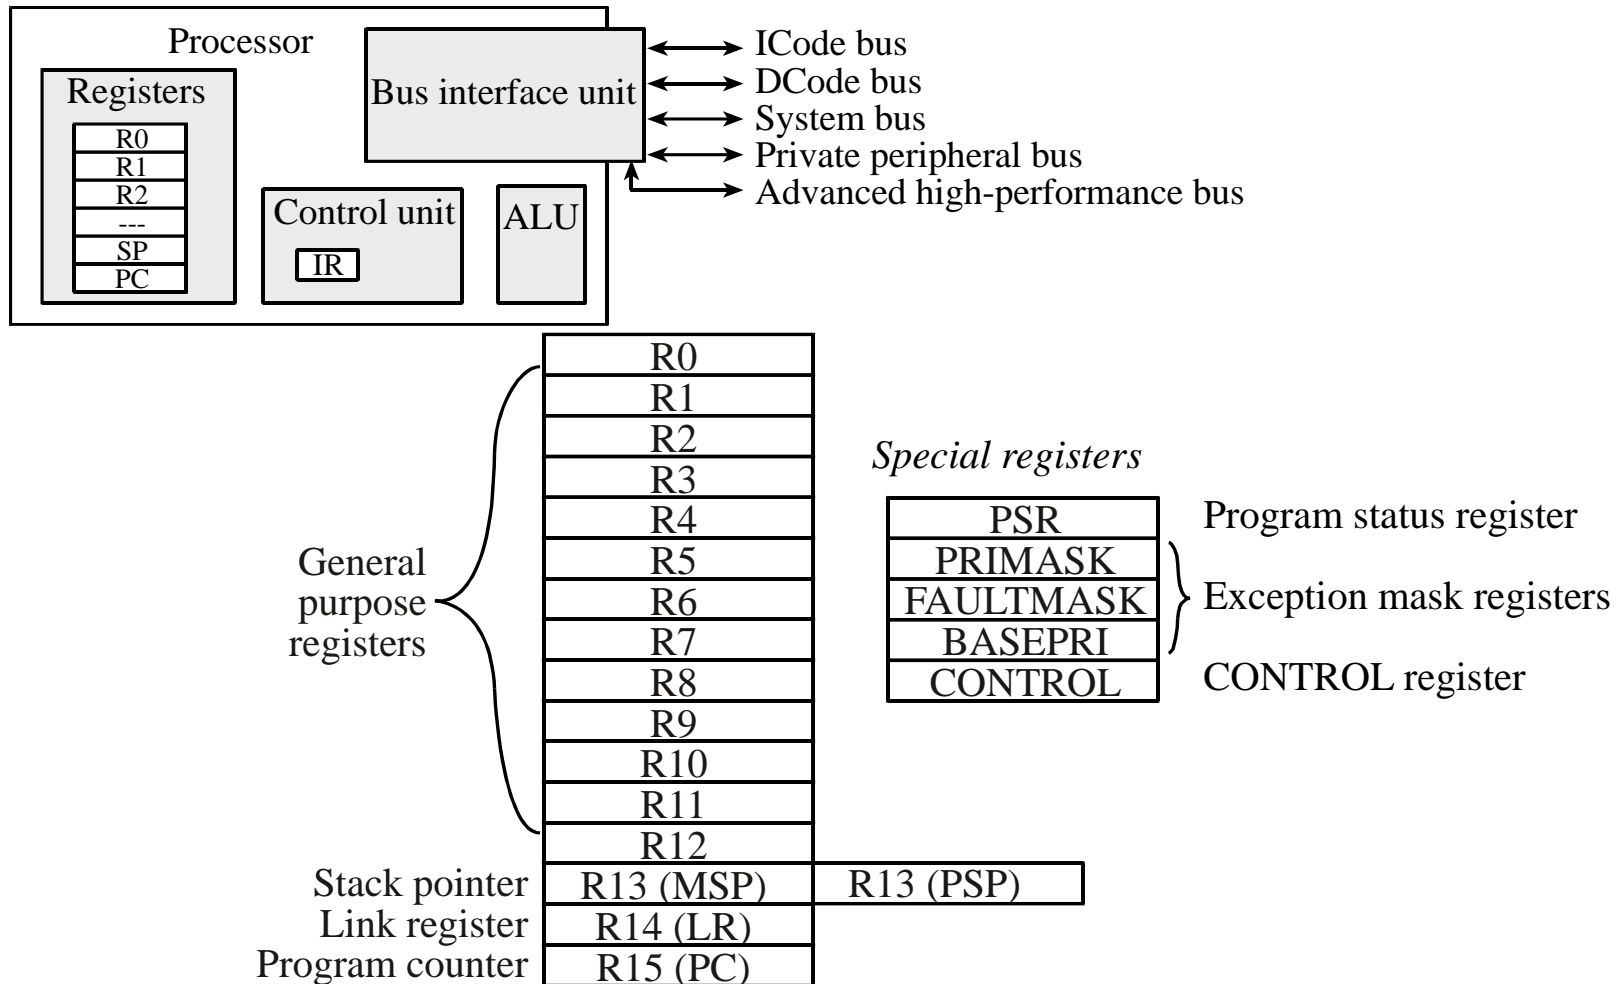 Processor
Registers
R0
R1
R2
---
SP
PC
Control unit
IR
ALU
Bus interface unit
ICode bus
DCode bus
System bus
Private peripheral bus
Advanced high-performance bus
General
purpose
registers
R0
R1
R2
R3
R4
R5
R6
R7
R8
R9
R10
R11
R12
Stack pointer R13 (MSP) R13 (PSP)
Link register R14 (LR)
Program counter R15 (PC)
Special registers
PSR Program status register
PRIMASK
FAULTMASK Exception mask registers
BASEPRI
CONTROL CONTROL register